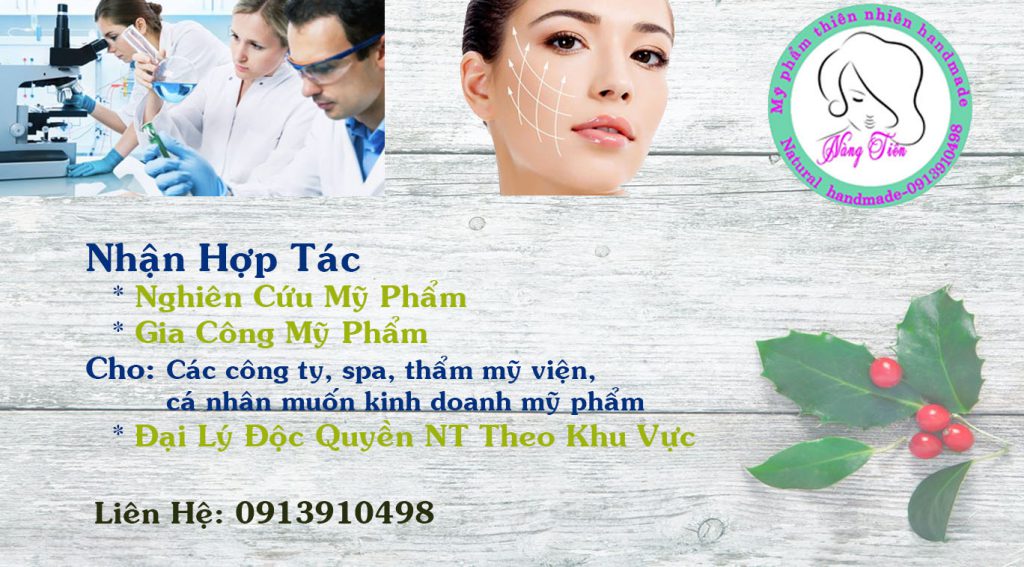 Mỹ phẩm thiên nhiên handmade
Nàng Tiên
Natural handmade-0913910498
Nhận Hợp Tác
* Nghiên Cứu Mỹ Phẩm
* Gia Công Mỹ Phẩm
Cho: Các công ty, spa, thẩm mỹ viện,
cá nhân muốn kinh doanh mỹ phẩm
* Đại Lý Độc Quyền NT Theo Khu Vực
Liên Hệ: 0913910498